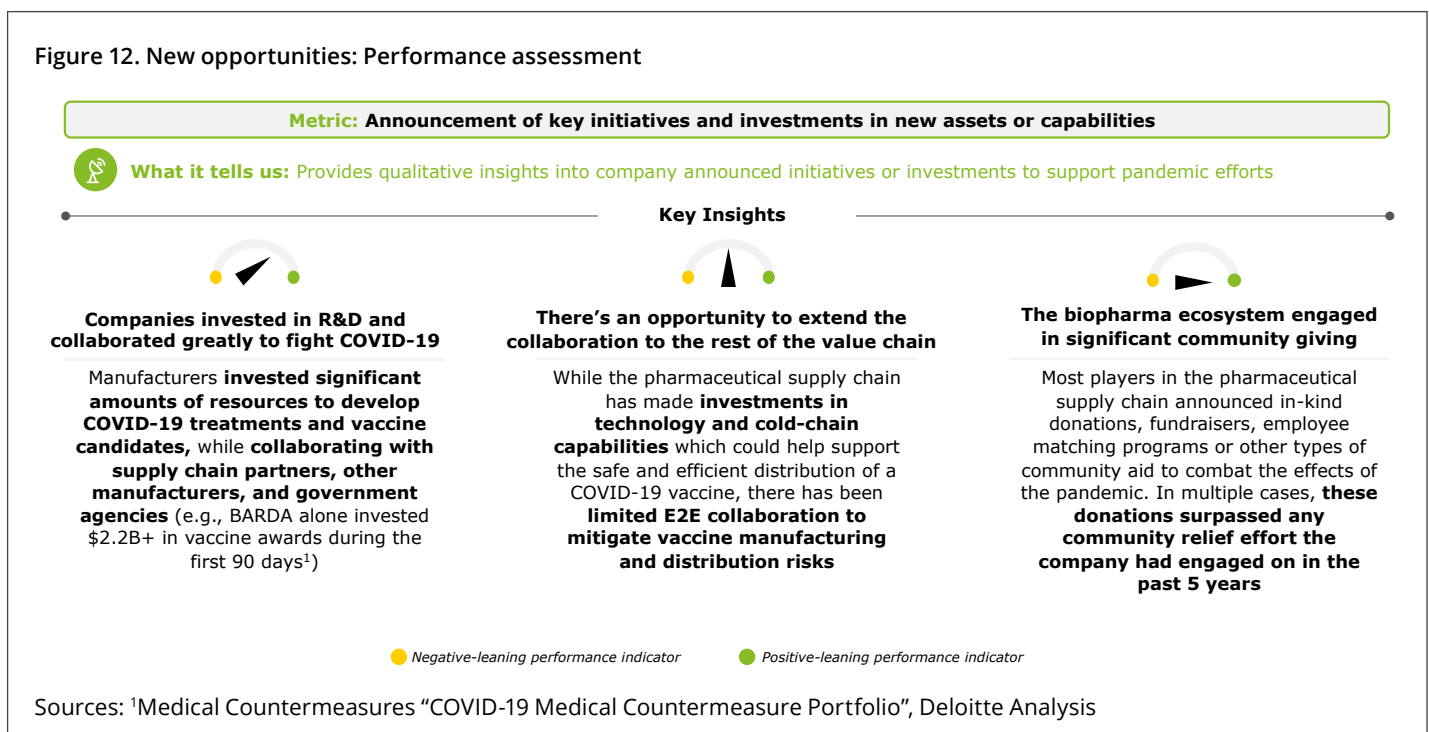 Figure 12. New opportunities: Performance assessment
Metric: Announcement of key initiatives and investments in new assets or capabilities
What it tells us: Provides qualitative insights into company announced initiatives or investments to support pandemic efforts
Key Insights
Companies invested in R&D and
collaborated greatly to fight COVID-19
Manufacturers invested significant
amounts of resources to develop
COVID-19 treatments and vaccine
candidates, while collaborating with
supply chain partners, other
manufacturers, and government
agencies (e.g., BARDA alone invested
$2.2B+ in vaccine awards during the
first 90 days¹)
There’s an opportunity to extend the
collaboration to the rest of the value chain
While the pharmaceutical supply chain
has made investments in
technology and cold-chain
capabilities which could help support
the safe and efficient distribution of a
COVID-19 vaccine, there has been
limited E2E collaboration to
mitigate vaccine manufacturing
and distribution risks
The biopharma ecosystem engaged
in significant community giving
Most players in the pharmaceutical
supply chain announced in-kind
donations, fundraisers, employee
matching programs or other types of
community aid to combat the effects of
the pandemic. In multiple cases, these
donations surpassed any
community relief effort the
company had engaged on in the
past 5 years
Negative-leaning performance indicator
Positive-leaning performance indicator
Sources: ¹Medical Countermeasures “COVID-19 Medical Countermeasure Portfolio”, Deloitte Analysis